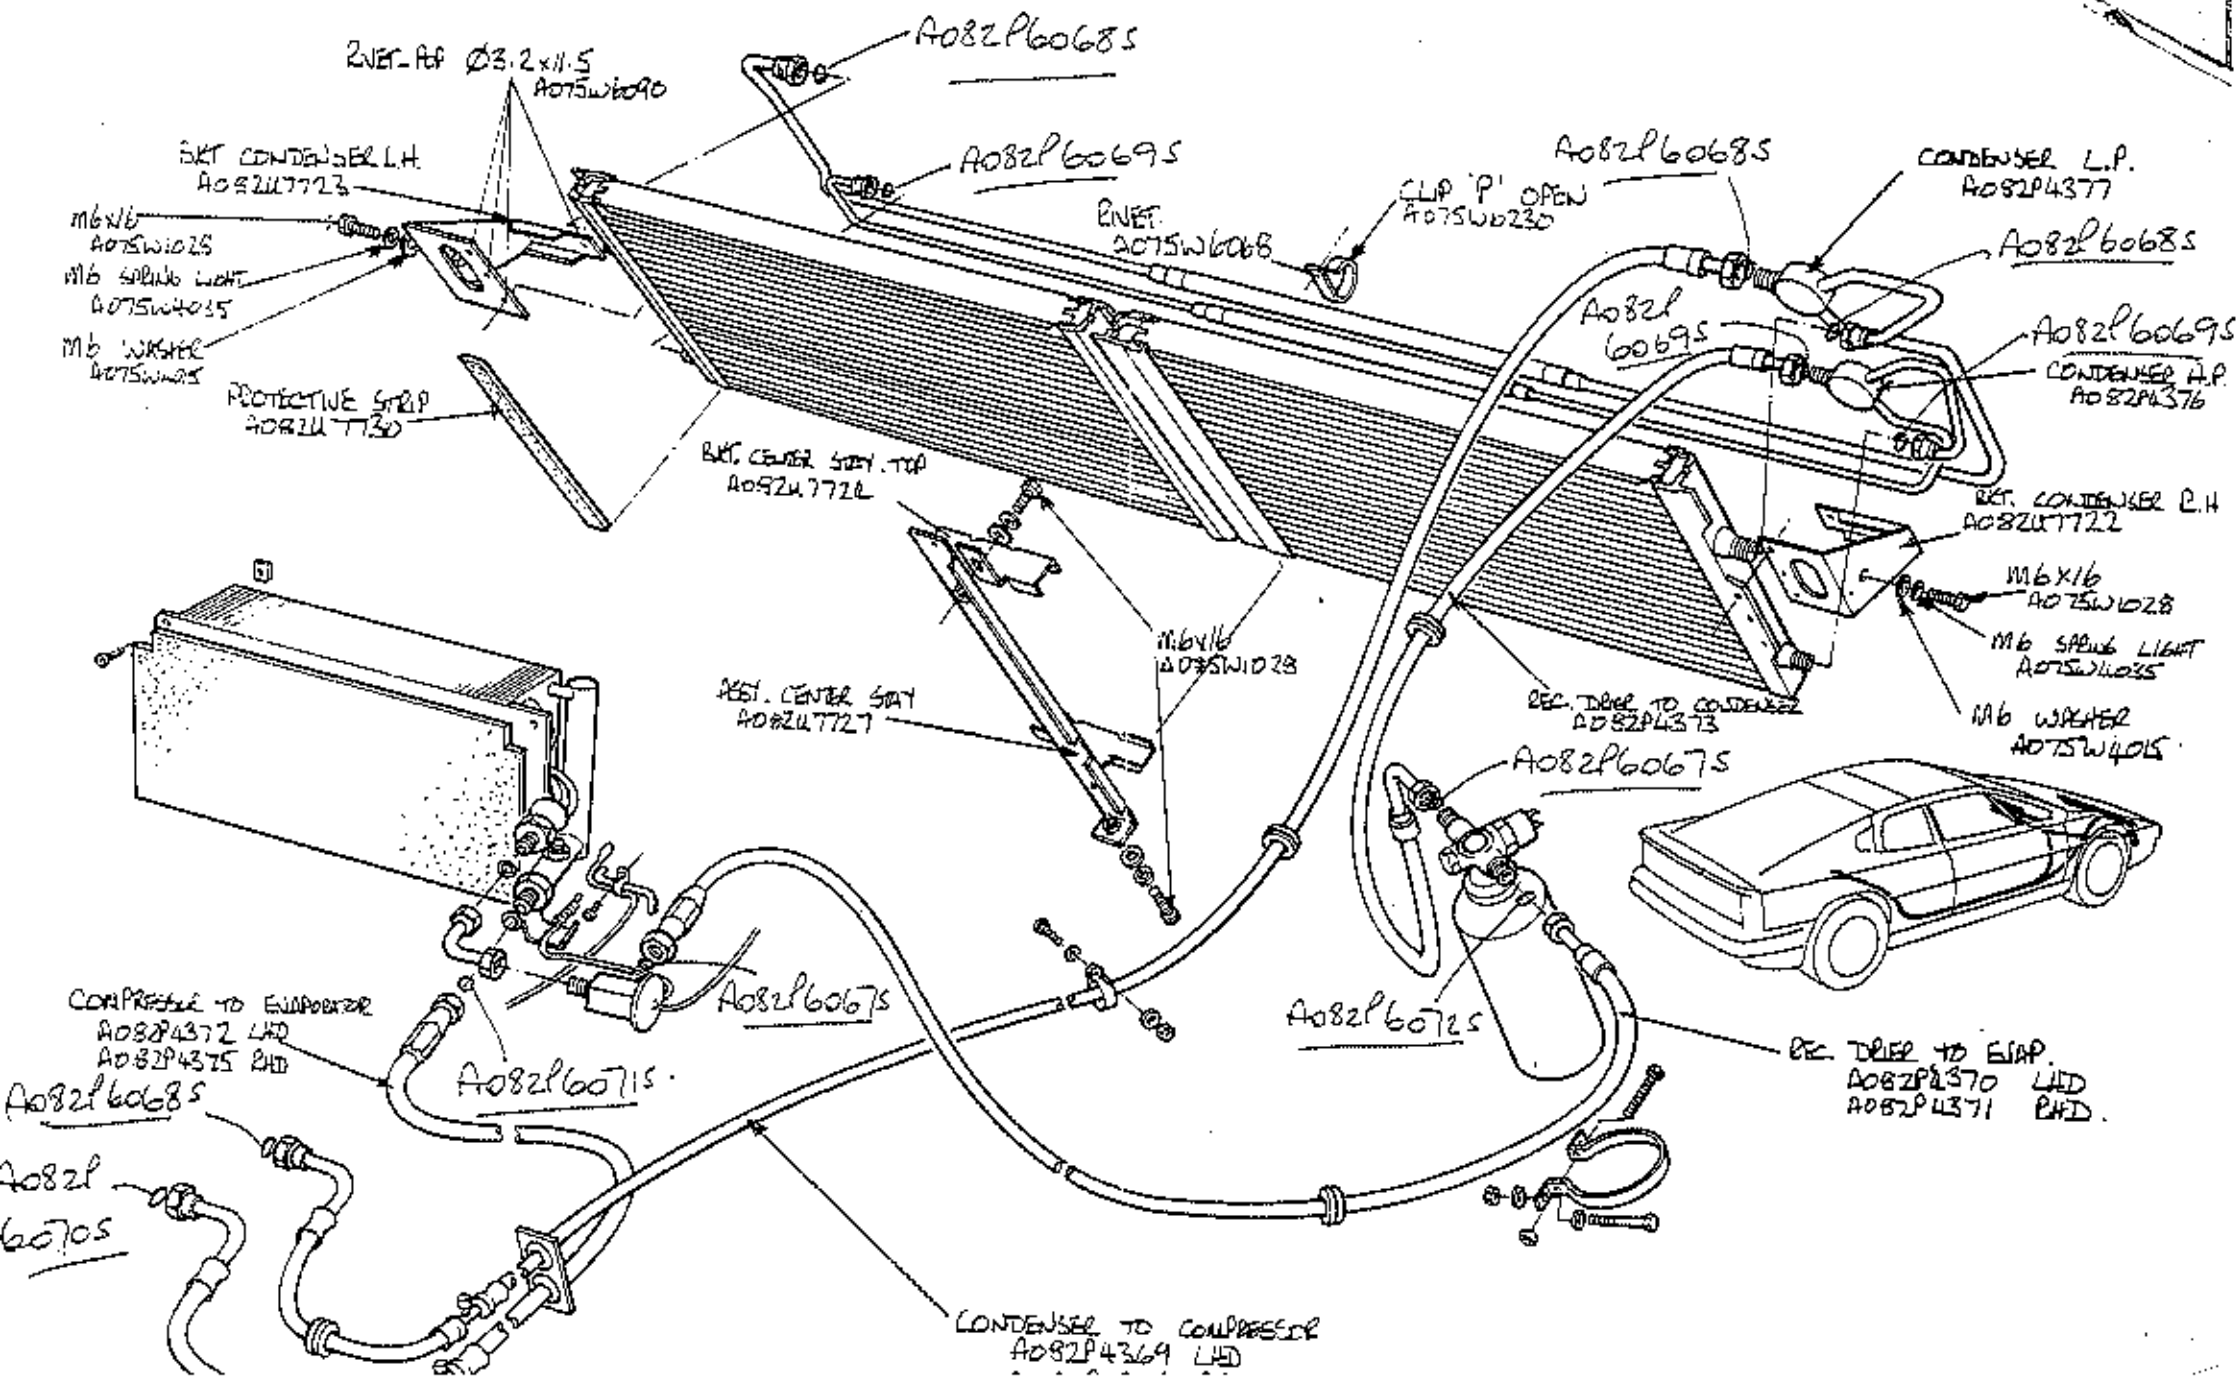 A082P6068S
RIVET-POP Ø3.2x11.5
A075W6090
A082P6069S
BKT CONDENSER L.H.
A082U7723
M6x16
A075W1028
M6 SPRING LIGHT
A075W4035
M6 WASHER
PROTECTIVE STRIP
A082U7730
RIVET
A075W6068
CLIP 'P' OPEN
A075W6230
A082P6068S
CONDENSER L.P.
A082P4377
A082P6068S
A082P
6069S
A082P6069S
CONDENSER H.P.
A082P4376
BKT. CENTER STAY. TOP
BKT. CONDENSER R.H
A082U7722
M6x16
A075W1028
M6 SPRING LIGHT
A075W4035
M6 WASHER
A075W4015
M6x16
A075W1028
ASSY. CENTER STAY
A082U7727
REC. DRIER TO CONDENSER
A082P4373
A082P6067S
A082P6067S
A082P6072S
COMPRESSOR TO EVAPORATOR
A082P4372 LHD
A082P4375 RHD
A082P6071S.
A082P6068S
A082P
6070S
REC. DRIER TO EVAP.
A082P4370 LHD
A082P4371 RHD.
CONDENSER TO COMPRESSOR
A082P4369 LHD